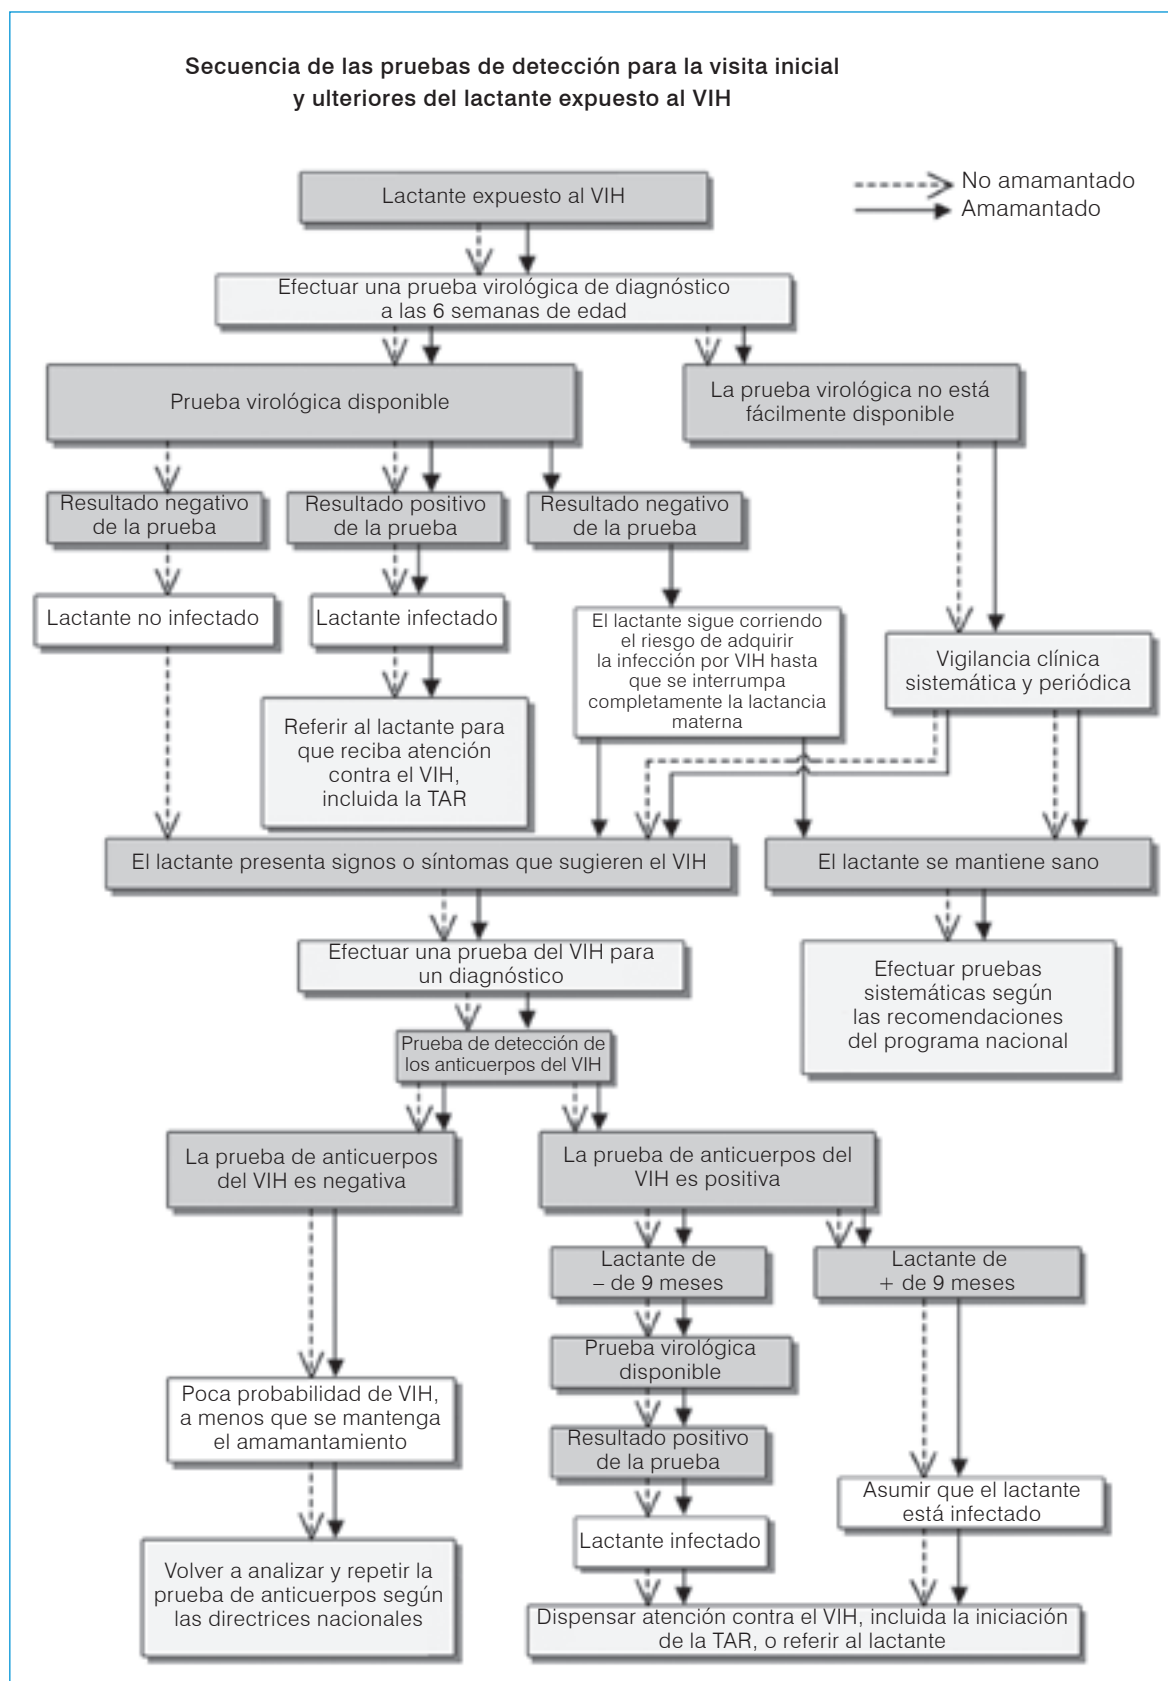 Secuencia de las pruebas de detección para la visita inicial
y ulteriores del lactante expuesto al VIH
No amamantado
Amamantado
Lactante expuesto al VIH
Efectuar una prueba virológica de diagnóstico
a las 6 semanas de edad
Prueba virológica disponible
La prueba virológica no está
fácilmente disponible
Resultado negativo
de la prueba
Resultado positivo
de la prueba
Resultado negativo
de la prueba
Lactante no infectado
Lactante infectado
El lactante sigue corriendo
el riesgo de adquirir
la infección por VIH hasta
que se interrumpa
completamente la lactancia
materna
Vigilancia clínica
sistemática y periódica
Referir al lactante para
que reciba atención
contra el VIH,
incluida la TAR
El lactante presenta signos o síntomas que sugieren el VIH
El lactante se mantiene sano
Efectuar una prueba del VIH para
un diagnóstico
Efectuar pruebas
sistemáticas según
las recomendaciones
del programa nacional
Prueba de detección de
los anticuerpos del VIH
La prueba de anticuerpos
del VIH es negativa
La prueba de anticuerpos del
VIH es positiva
Lactante de
– de 9 meses
Lactante de
+ de 9 meses
Prueba virológica
disponible
Poca probabilidad de VIH,
a menos que se mantenga
el amamantamiento
Resultado positivo
de la prueba
Asumir que el lactante
está infectado
Lactante infectado
Volver a analizar y repetir la
prueba de anticuerpos según
las directrices nacionales
Dispensar atención contra el VIH, incluida la iniciación
de la TAR, o referir al lactante